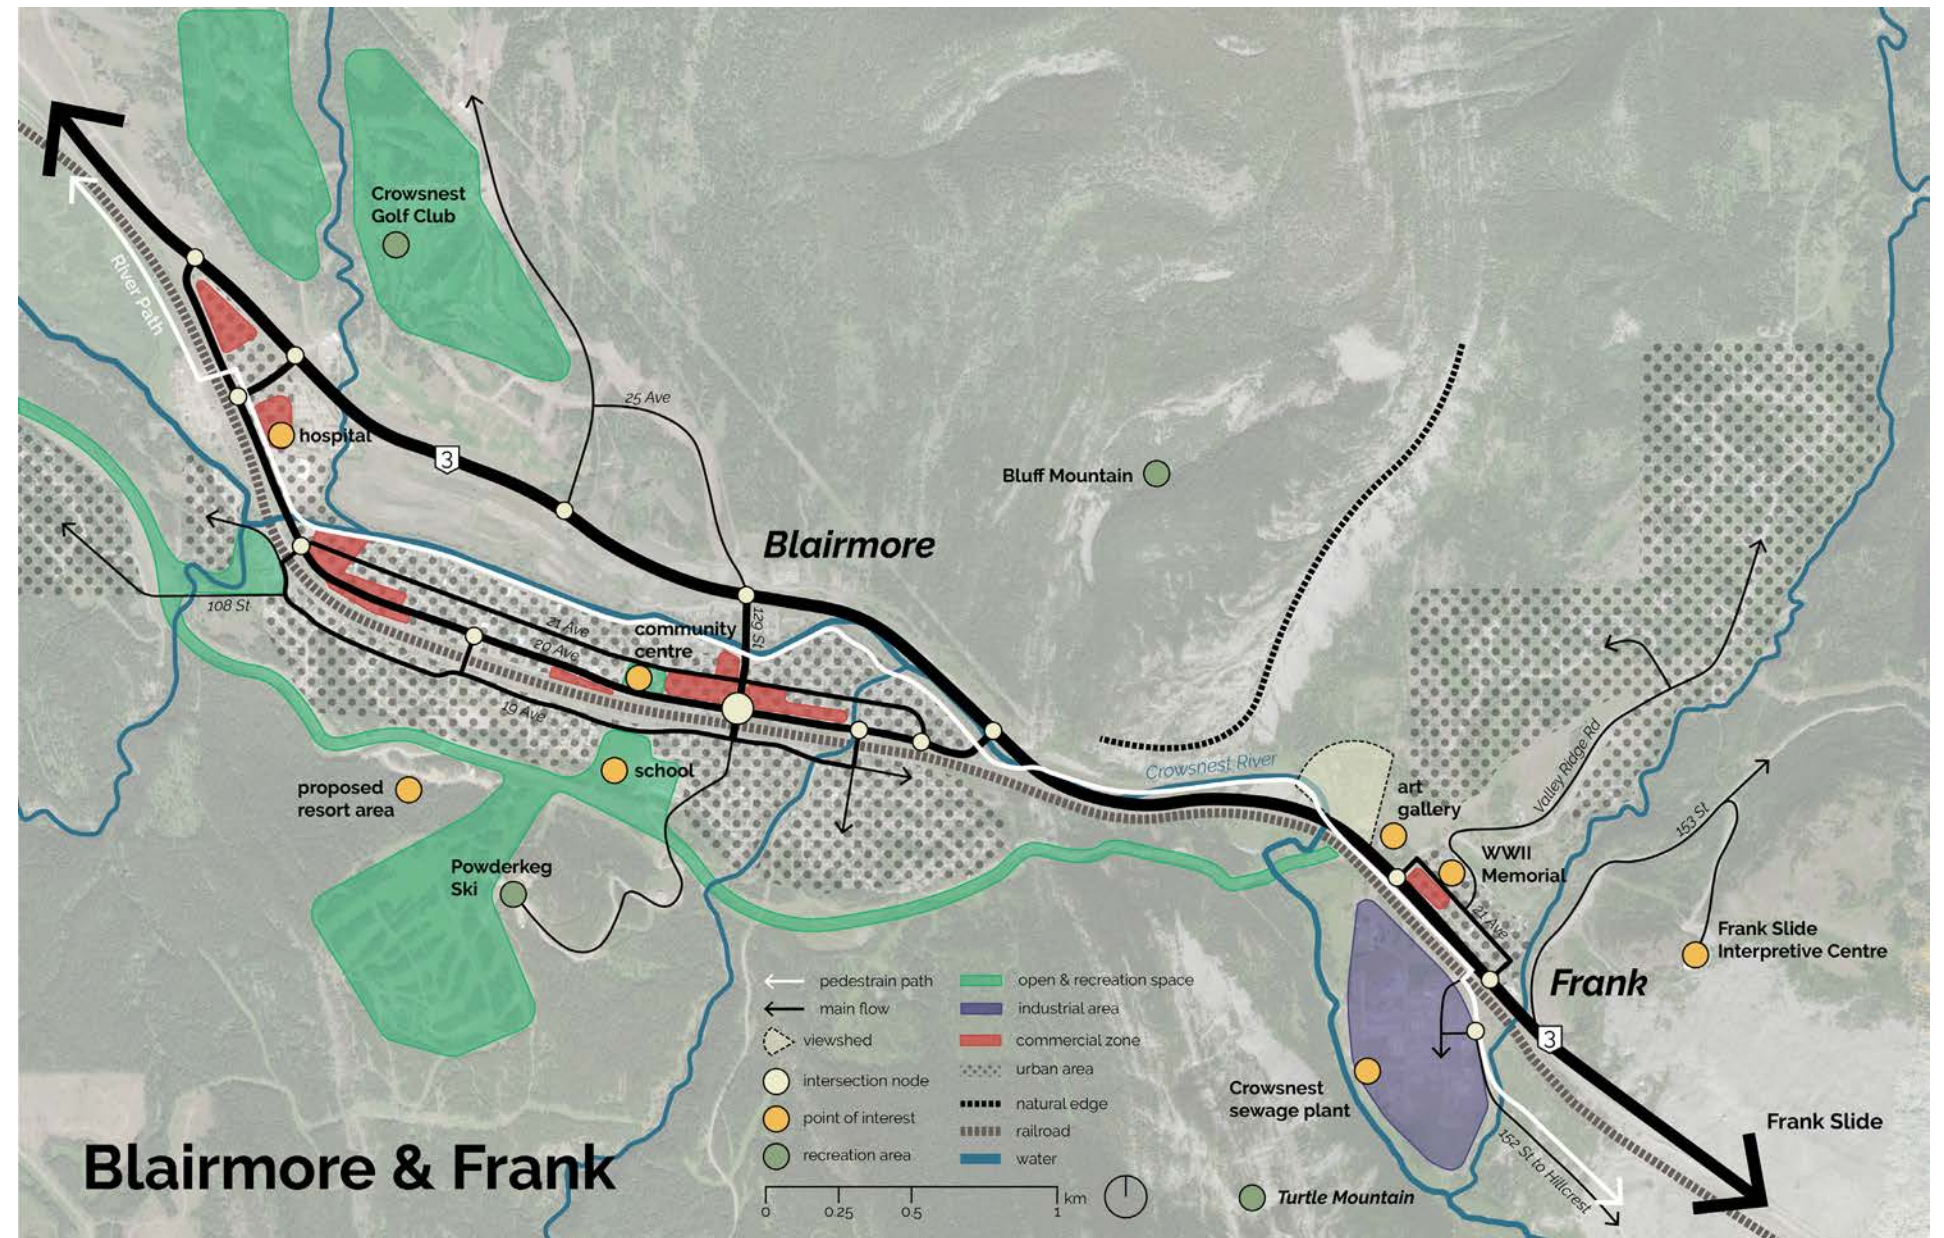 Crowsnest
Golf Club
River Path
25 Ave
hospital
3
Bluff Mountain
Blairmore
108 St
21 Ave
20 Ave
community
centre
129 St
19 Ave
school
proposed
resort area
Powderkeg
Ski
Crowsnest River
art
gallery
Valley Ridge Rd
153 St
WWII
Memorial
21 Ave
Frank Slide
Interpretive Centre
Frank
3
Crowsnest
sewage plant
Frank Slide
152 St to Hillcrest
Turtle Mountain
pedestrain path
main flow
viewshed
intersection node
point of interest
recreation area
open & recreation space
industrial area
commercial zone
urban area
natural edge
railroad
water
km
0 0.25 0.5 1
Blairmore & Frank